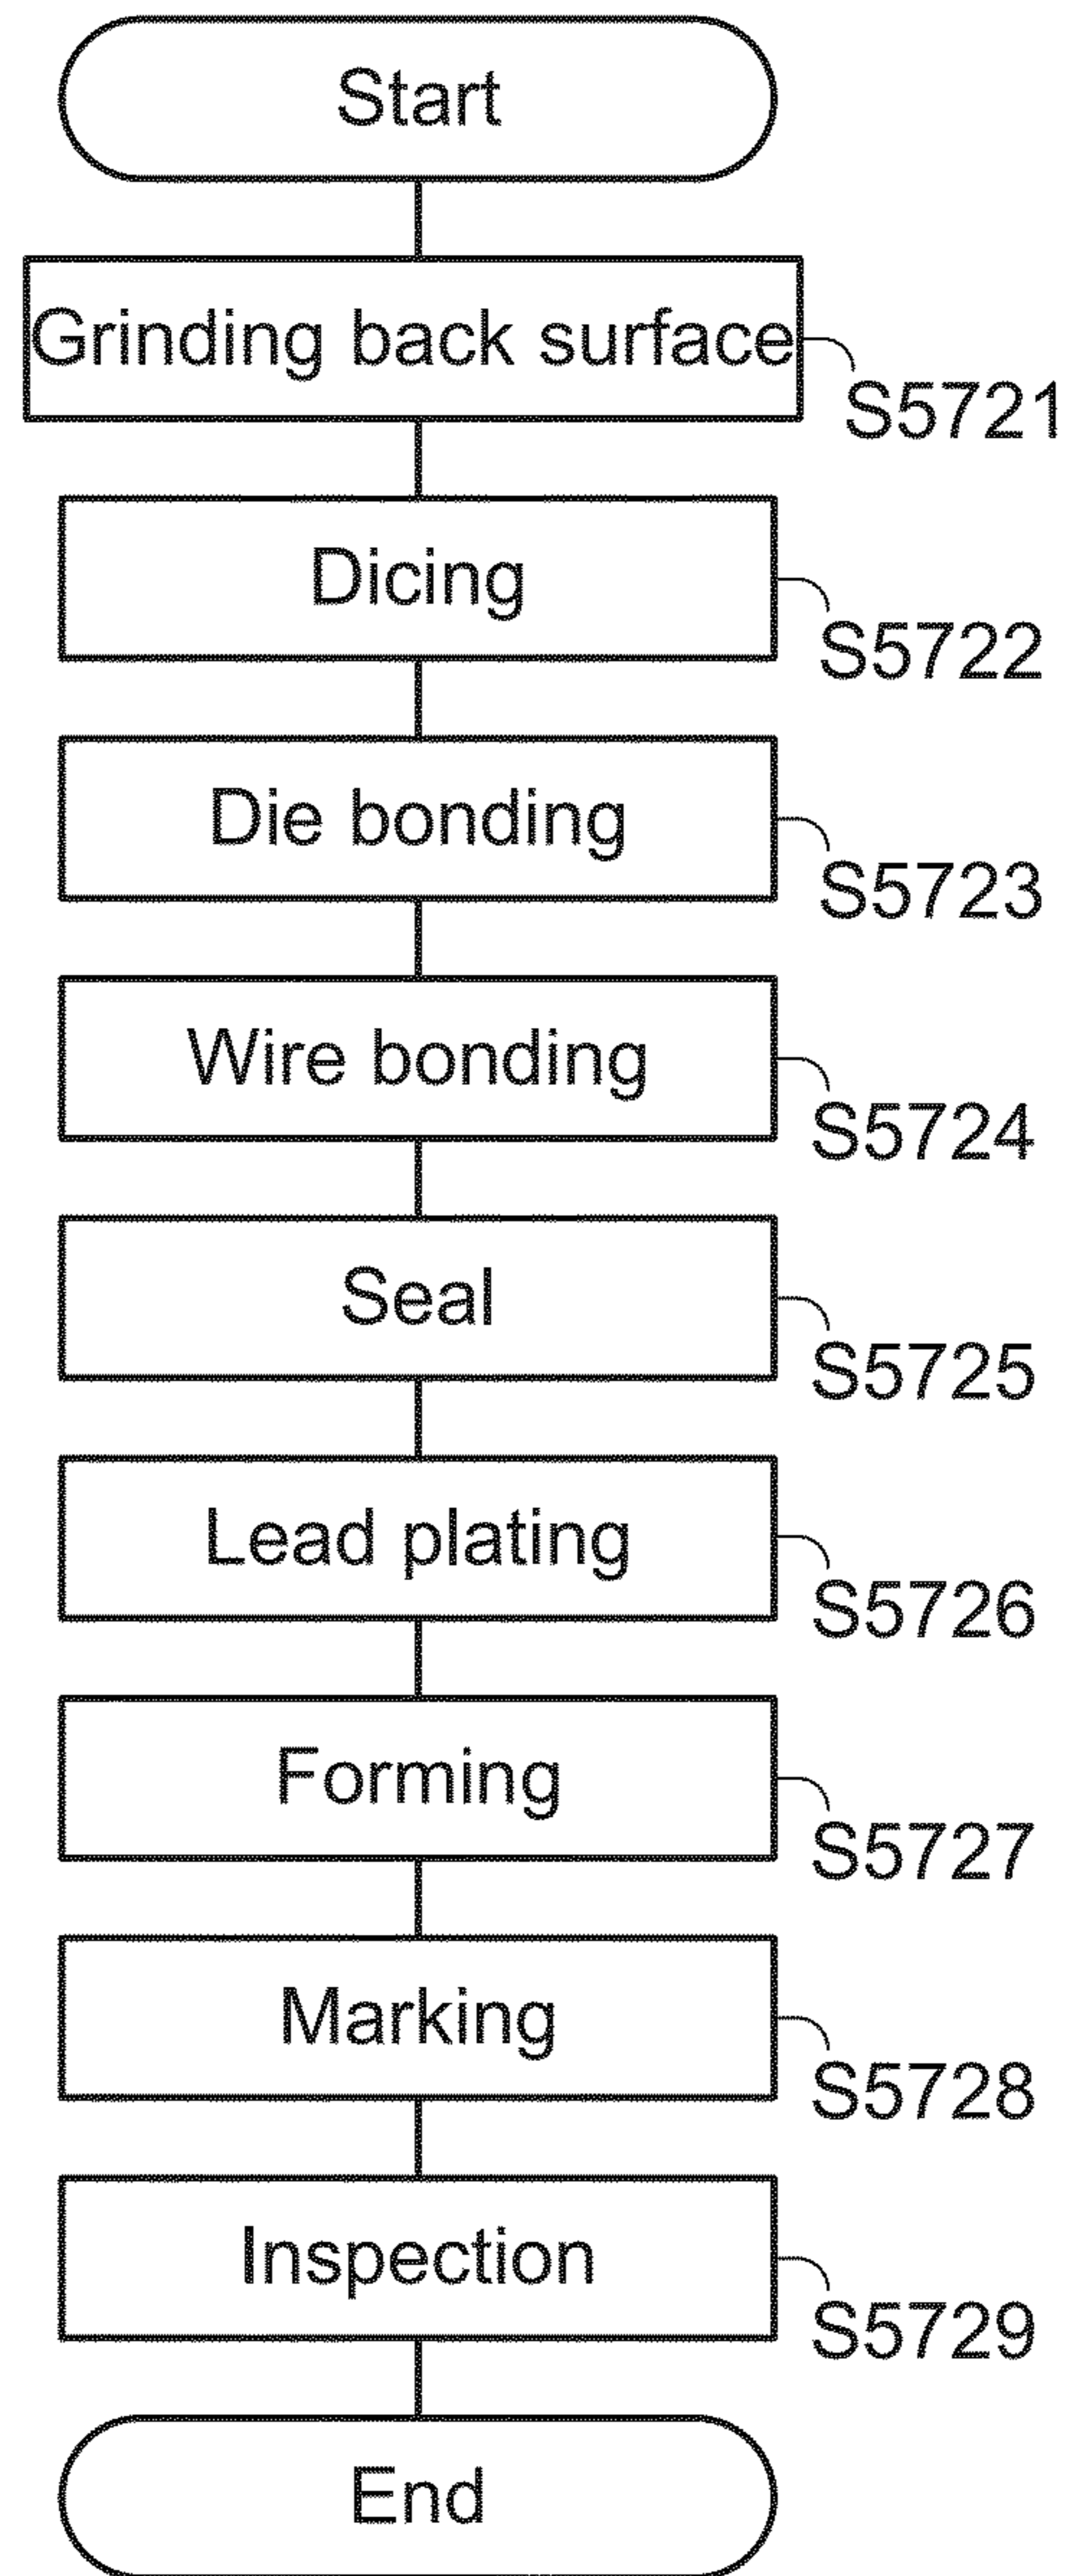 Start
Grinding back surface
S5721
Dicing
S5722
Die bonding
S5723
Wire bonding
S5724
Seal
S5725
Lead plating
S5726
Forming
S5727
Marking
S5728
Inspection
S5729
End